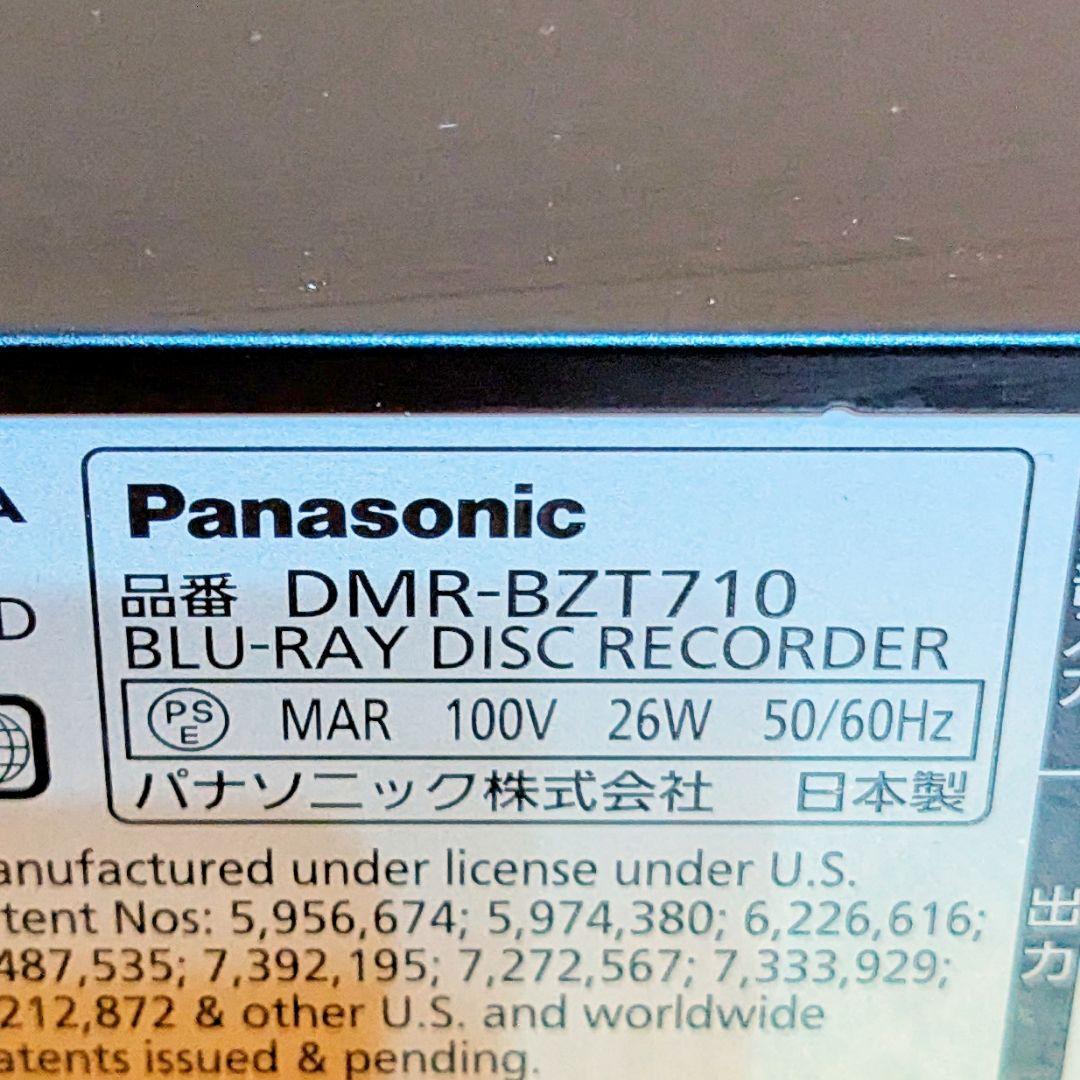 Panasonic
品番 DMR-BZT710
BLU-RAY DISC RECORDER
PSE MAR 100V 26W 50/60Hz
パナソニック株式会社 日本製
anufactured under license under U.S.
tent Nos: 5,956,674; 5,974,380; 6,226,616;
487,535; 7,392,195; 7,272,567; 7,333,929;
212,872 & other U.S. and worldwide
atents issued & pending.
A
D
出力